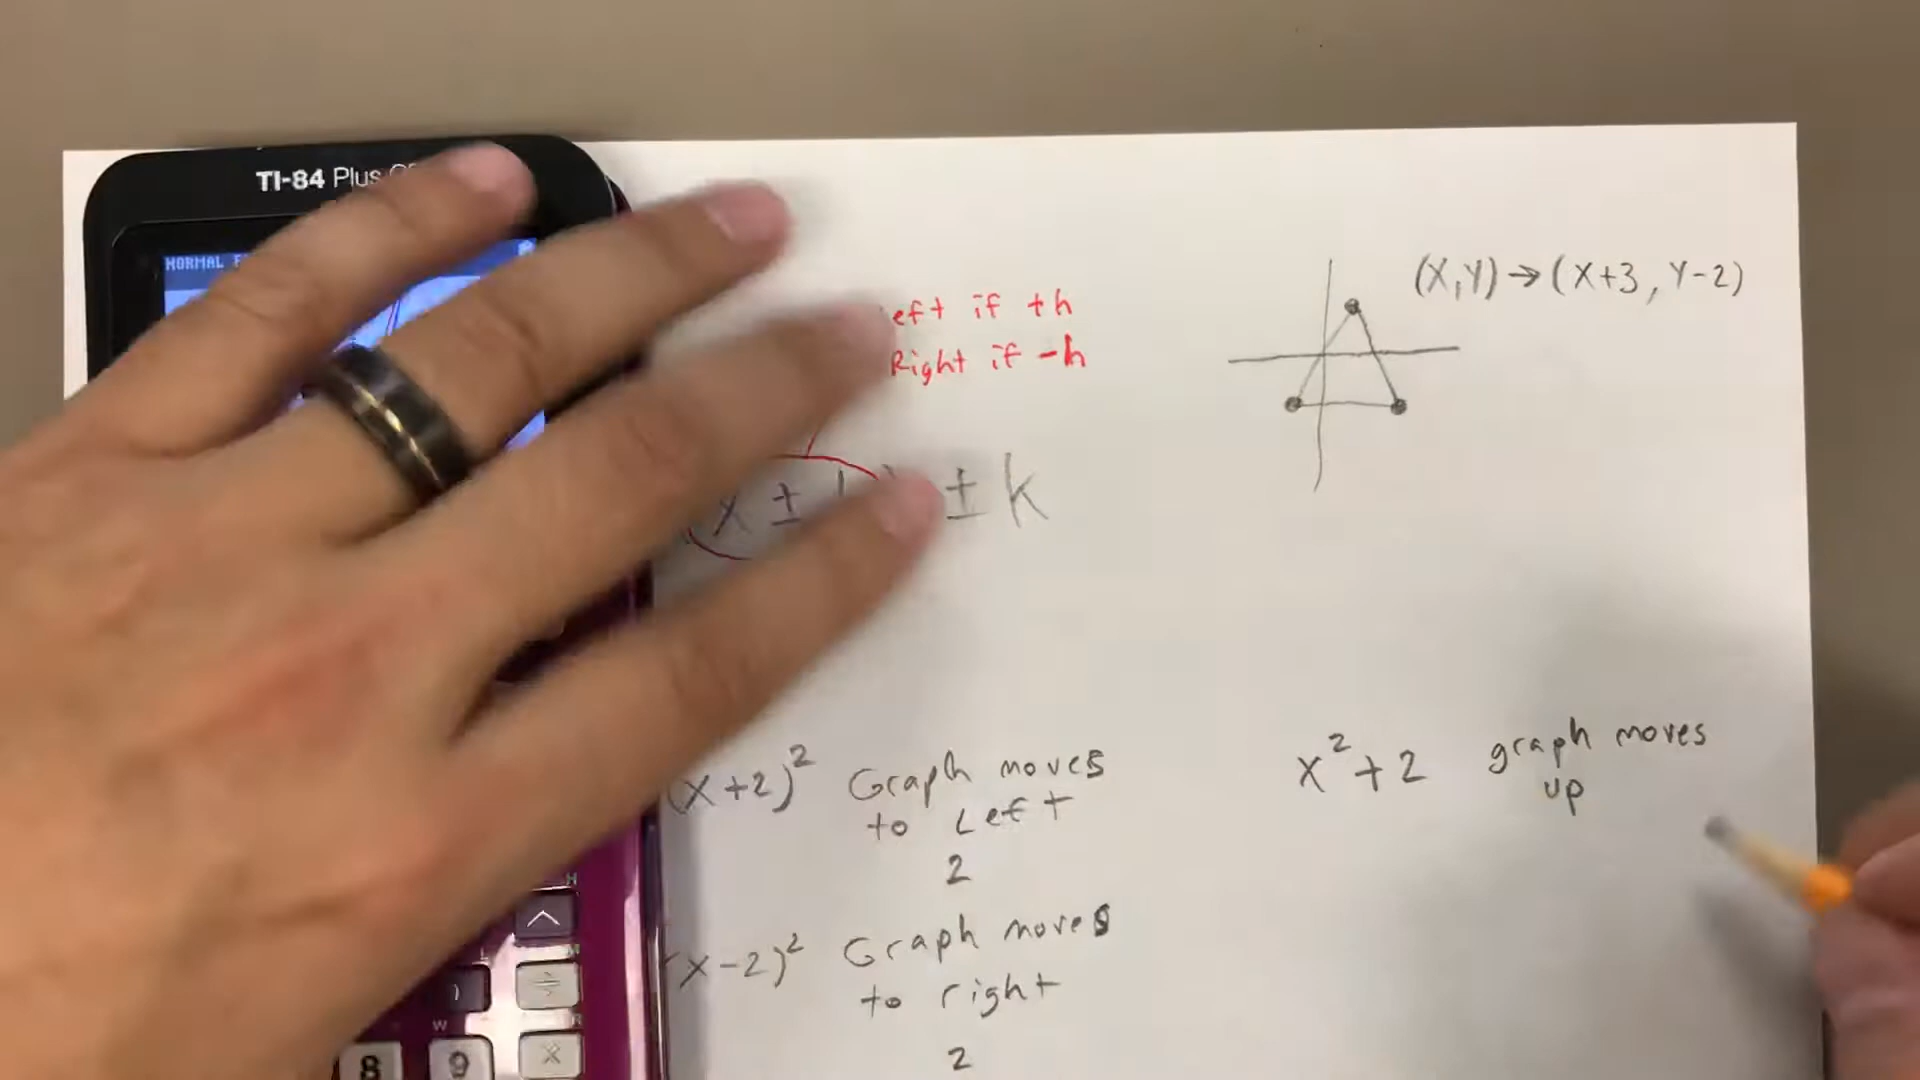 TI-84 Plus
NORMAL
Left if +h
Right if -h
(X,Y) → (X+3, Y-2)
x ±
± k
(x+2)² Graph moves
to Left
2
x² + 2 graph moves
up
x-2)² Graph moves
to right
2
H
M
)
÷
W
R
8
9
×